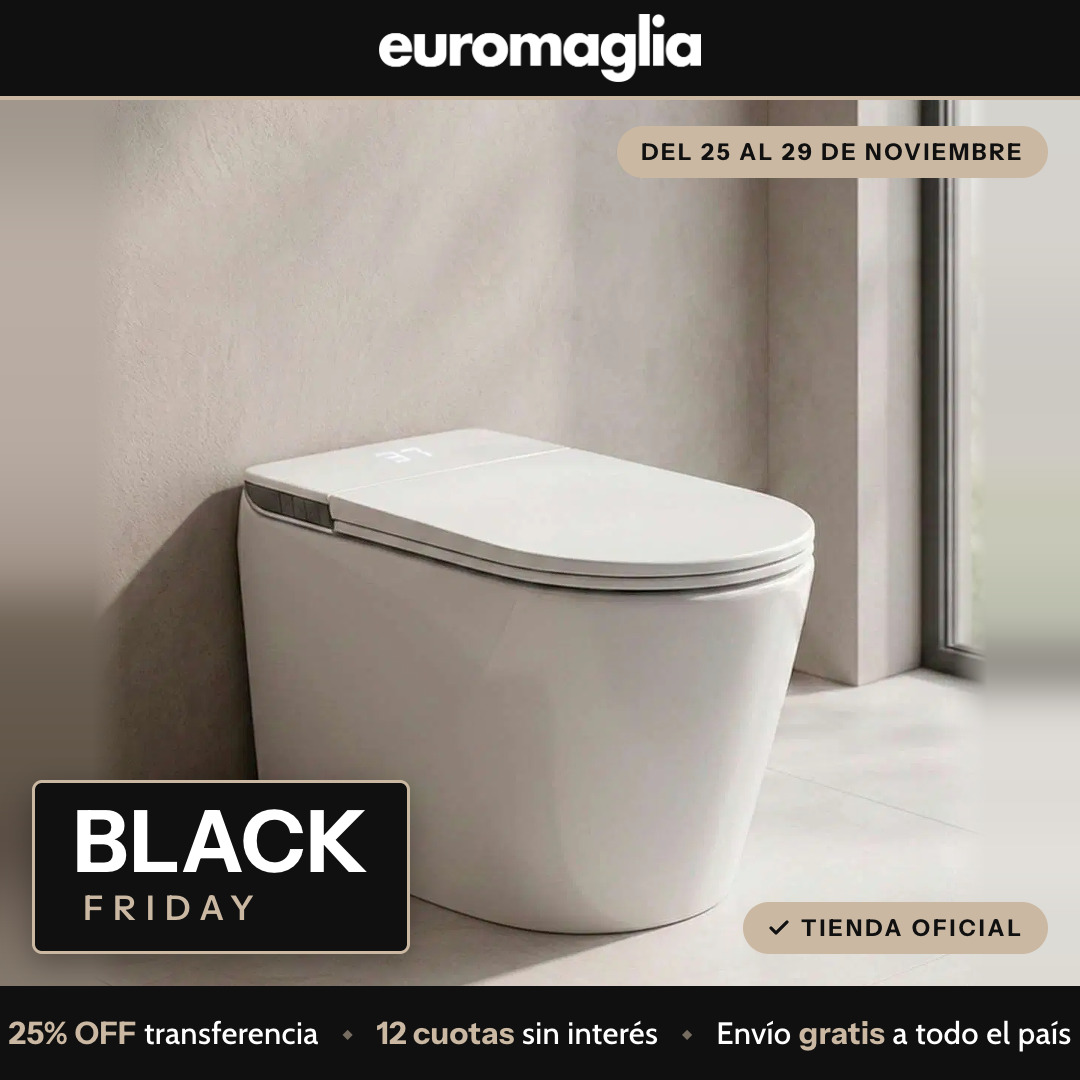 euromaglia
DEL 25 AL 29 DE NOVIEMBRE
37
BLACK
FRIDAY
✓ TIENDA OFICIAL
25% OFF transferencia ◆ 12 cuotas sin interés ◆ Envío gratis a todo el país